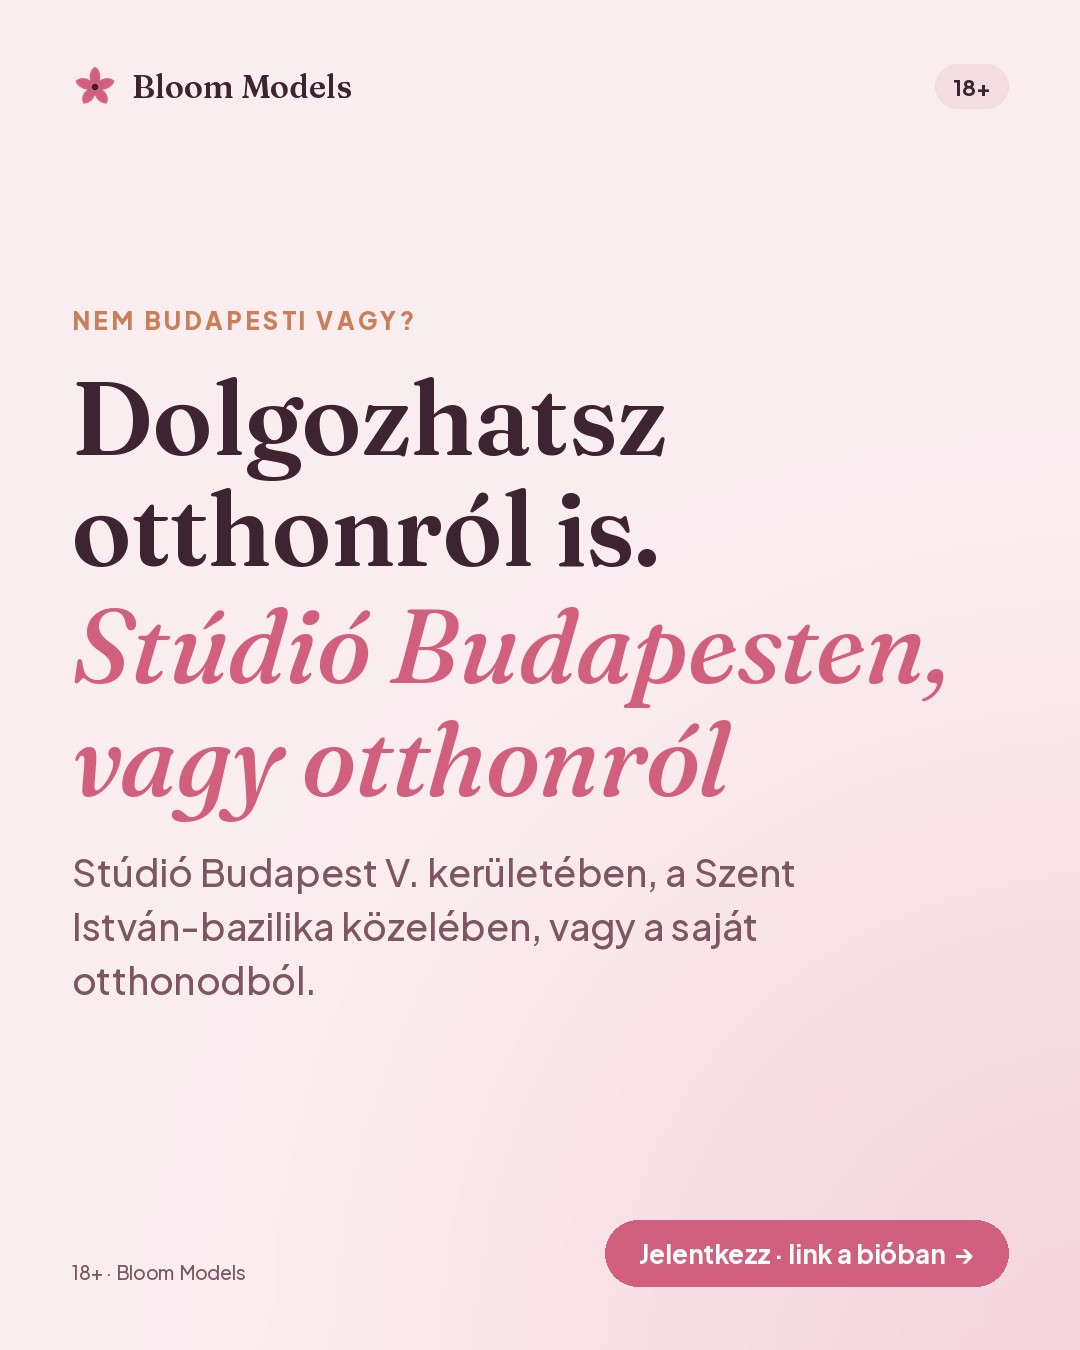 Bloom Models
18+
NEM BUDAPESTI VAGY?
Dolgozhatsz
otthonról is.
Stúdió Budapesten,
vagy otthonról
Stúdió Budapest V. kerületében, a Szent
István-bazilika közelében, vagy a saját
otthonodból.
18+ · Bloom Models
Jelentkezz · link a bióban →